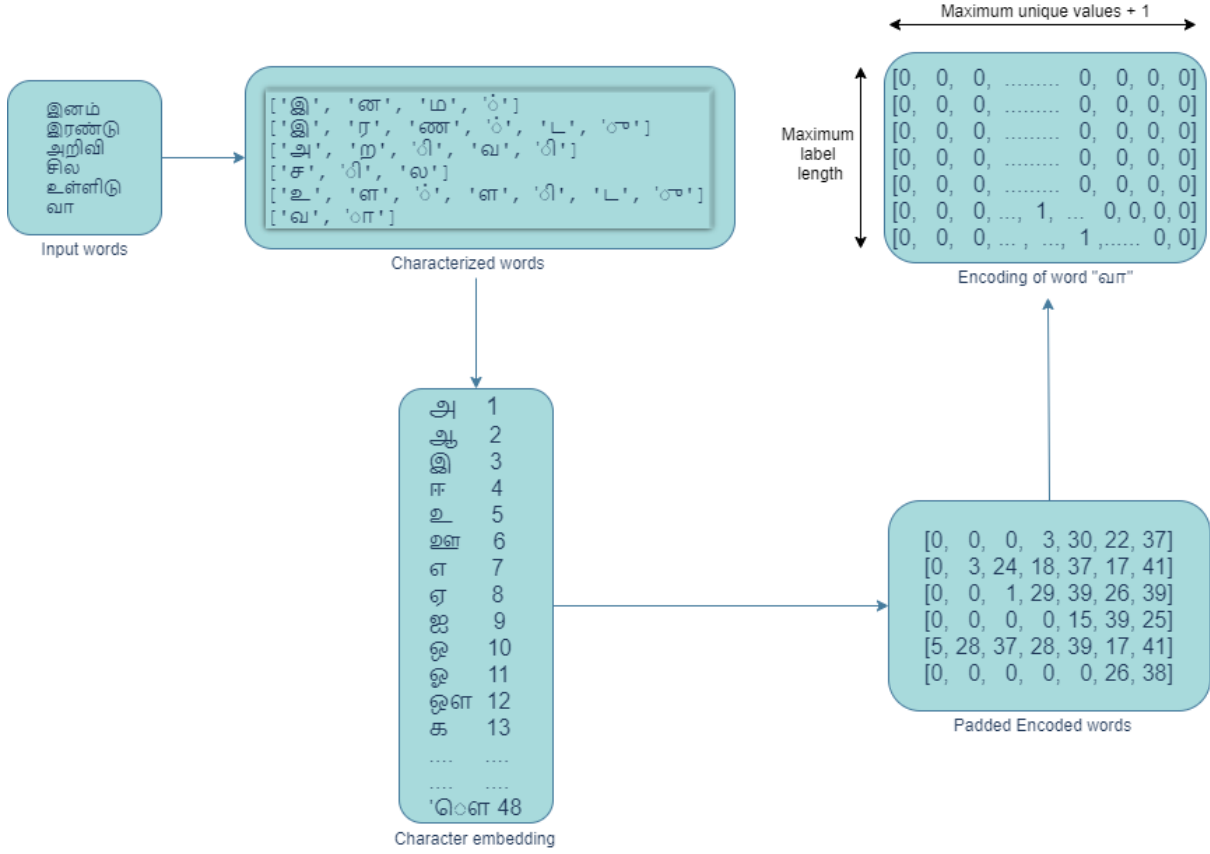 இனம்
இரண்டு
அறிவி
சில
உள்ளிடு
வா
Input words
['இ', 'ன', 'ம', '்']
['இ', 'ர', 'ண', '்', 'ட', 'ு']
['அ', 'ற', 'ி', 'வ', 'ி']
['ச', 'ி', 'ல']
['உ', 'ள', '்', 'ள', 'ி', 'ட', 'ு']
['வ', 'ா']
Characterized words
அ 1
ஆ 2
இ 3
ஈ 4
உ 5
ஊ 6
எ 7
ஏ 8
ஐ 9
ஒ 10
ஓ 11
ஒள 12
க 13
.... ....
.... ....
'ௌ 48
Character embedding
[0, 0, 0, 3, 30, 22, 37]
[0, 3, 24, 18, 37, 17, 41]
[0, 0, 1, 29, 39, 26, 39]
[0, 0, 0, 0, 15, 39, 25]
[5, 28, 37, 28, 39, 17, 41]
[0, 0, 0, 0, 0, 26, 38]
Padded Encoded words
Maximum unique values + 1
Maximum
label
length
[0, 0, 0, ......... 0, 0, 0, 0]
[0, 0, 0, ......... 0, 0, 0, 0]
[0, 0, 0, ......... 0, 0, 0, 0]
[0, 0, 0, ......... 0, 0, 0, 0]
[0, 0, 0, ......... 0, 0, 0, 0]
[0, 0, 0, ..., 1, ... 0, 0, 0, 0]
[0, 0, 0, ... , ..., 1 ,...... 0, 0]
Encoding of word "வா"